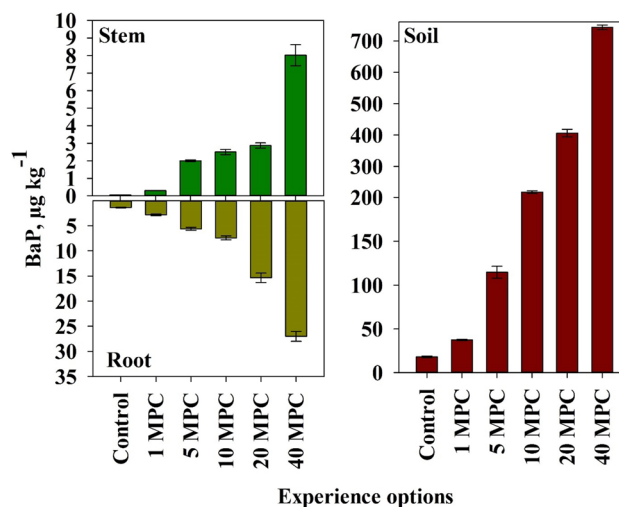 Stem
10
9
8
7
6
5
4
3
2
1
0
5
10
15
20
25
30
35
Root
BaP, µg kg-1
Control
1 MPC
5 MPC
10 MPC
20 MPC
40 MPC
Soil
700
600
500
400
300
200
150
100
50
0
Control
1 MPC
5 MPC
10 MPC
20 MPC
40 MPC
Experience options